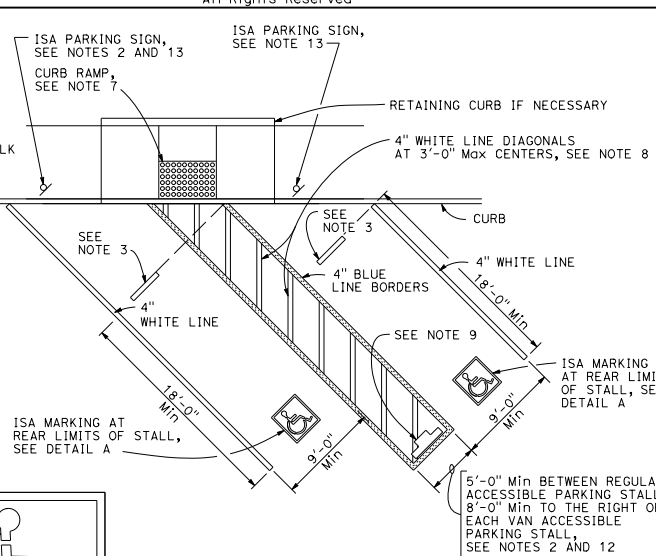 All Rights Reserved
ISA PARKING SIGN,
SEE NOTES 2 AND 13
ISA PARKING SIGN,
SEE NOTE 13
CURB RAMP,
SEE NOTE 7
RETAINING CURB IF NECESSARY
LK
4" WHITE LINE DIAGONALS
AT 3'-0" Max CENTERS, SEE NOTE 8
SEE
NOTE 3
CURB
SEE
NOTE 3
4" WHITE LINE
4" BLUE
LINE BORDERS
18'-0"
Min
4"
WHITE LINE
SEE NOTE 9
ISA MARKING
AT REAR LIMI
OF STALL, SE
DETAIL A
18'-0"
Min
9'-0"
Min
ISA MARKING AT
REAR LIMITS OF STALL,
SEE DETAIL A
9'-0"
Min
5'-0" Min BETWEEN REGULA
ACCESSIBLE PARKING STALL
8'-0" Min TO THE RIGHT O
EACH VAN ACCESSIBLE
PARKING STALL,
SEE NOTES 2 AND 12